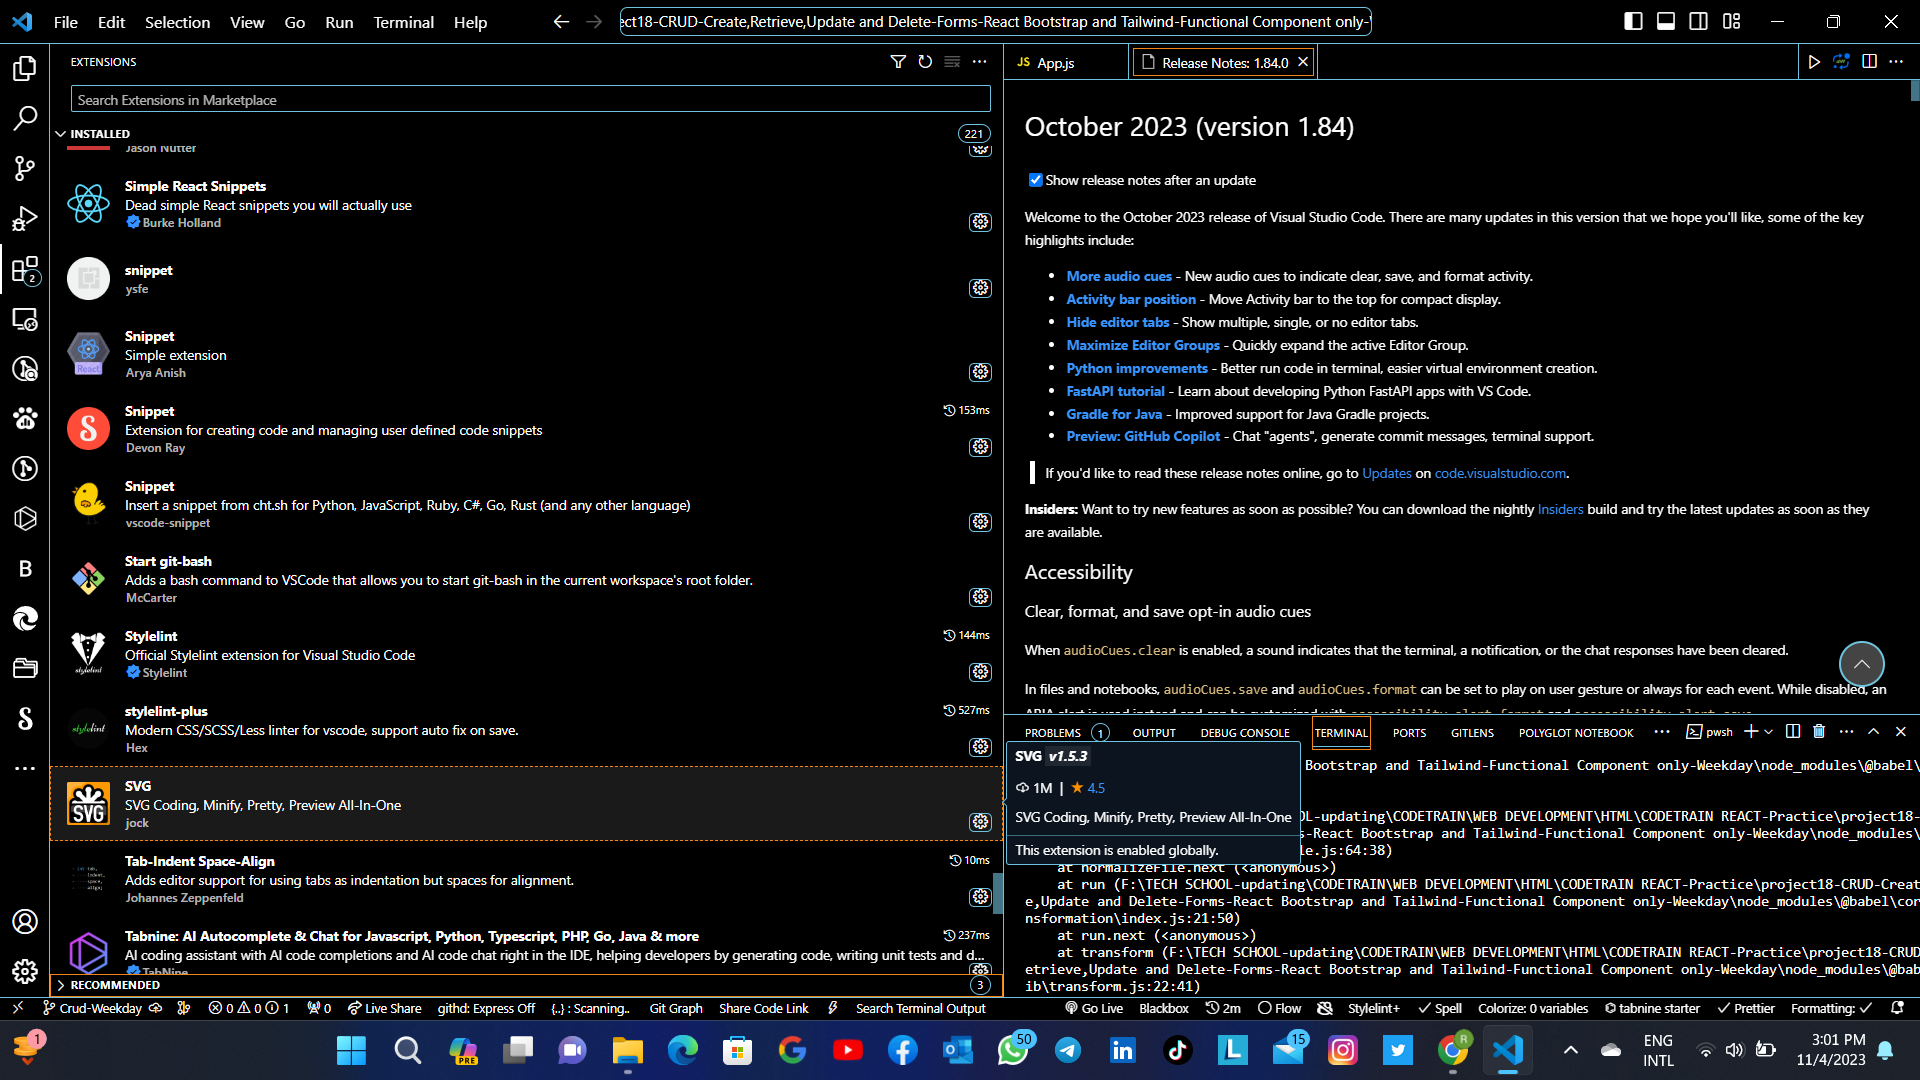 File Edit Selection View Go Run Terminal Help
ect18-CRUD-Create,Retrieve,Update and Delete-Forms-React Bootstrap and Tailwind-Functional Component only-
EXTENSIONS
Search Extensions in Marketplace
INSTALLED 221
Jason Nutter
Simple React Snippets
Dead simple React snippets you will actually use
Burke Holland
snippet
ysfe
Snippet
Simple extension
Arya Anish
React
Snippet 153ms
Extension for creating code and managing user defined code snippets
Devon Ray
Snippet
Insert a snippet from cht.sh for Python, JavaScript, Ruby, C#, Go, Rust (and any other language)
vscode-snippet
Start git-bash
Adds a bash command to VSCode that allows you to start git-bash in the current workspace's root folder.
McCarter
Stylelint 144ms
Official Stylelint extension for Visual Studio Code
Stylelint
stylelint
stylelint-plus 527ms
Modern CSS/SCSS/Less linter for vscode, support auto fix on save.
Hex
stylelint
SVG
SVG Coding, Minify, Pretty, Preview All-In-One
jock
SVG
Tab-Indent Space-Align 10ms
Adds editor support for using tabs as indentation but spaces for alignment.
Johannes Zeppenfeld
Tabnine: AI Autocomplete & Chat for Javascript, Python, Typescript, PHP, Go, Java & more 237ms
AI coding assistant with AI code completions and AI code chat right in the IDE, helping developers by generating code, writing unit tests and d...
TabNine
RECOMMENDED 3
2
B
JS App.js
Release Notes: 1.84.0
October 2023 (version 1.84)
Show release notes after an update
Welcome to the October 2023 release of Visual Studio Code. There are many updates in this version that we hope you'll like, some of the key
highlights include:
• More audio cues - New audio cues to indicate clear, save, and format activity.
• Activity bar position - Move Activity bar to the top for compact display.
• Hide editor tabs - Show multiple, single, or no editor tabs.
• Maximize Editor Groups - Quickly expand the active Editor Group.
• Python improvements - Better run code in terminal, easier virtual environment creation.
• FastAPI tutorial - Learn about developing Python FastAPI apps with VS Code.
• Gradle for Java - Improved support for Java Gradle projects.
• Preview: GitHub Copilot - Chat "agents", generate commit messages, terminal support.
If you'd like to read these release notes online, go to Updates on code.visualstudio.com.
Insiders: Want to try new features as soon as possible? You can download the nightly Insiders build and try the latest updates as soon as they
are available.
Accessibility
Clear, format, and save opt-in audio cues
When audioCues.clear is enabled, a sound indicates that the terminal, a notification, or the chat responses have been cleared.
In files and notebooks, audioCues.save and audioCues.format can be set to play on user gesture or always for each event. While disabled, an
ARIA alert is used instead and can be customized with accessibility.alert.format and accessibility.alert.save.
PROBLEMS 1 OUTPUT DEBUG CONSOLE TERMINAL PORTS GITLENS POLYGLOT NOTEBOOK ... pwsh
SVG v1.5.3
1M | 4.5
SVG Coding, Minify, Pretty, Preview All-In-One
This extension is enabled globally.
Bootstrap and Tailwind-Functional Component only-Weekday\node_modules\@babel\
OL-updating\CODETRAIN\WEB DEVELOPMENT\HTML\CODETRAIN REACT-Practice\project18-
s-React Bootstrap and Tailwind-Functional Component only-Weekday\node_modules\
le.js:64:38)
at normalizeFile.next (<anonymous>)
at run (F:\TECH SCHOOL-updating\CODETRAIN\WEB DEVELOPMENT\HTML\CODETRAIN REACT-Practice\project18-CRUD-Creat
e,Update and Delete-Forms-React Bootstrap and Tailwind-Functional Component only-Weekday\node_modules\@babel\cor
nsformation\index.js:21:50)
at run.next (<anonymous>)
at transform (F:\TECH SCHOOL-updating\CODETRAIN\WEB DEVELOPMENT\HTML\CODETRAIN REACT-Practice\project18-CRUD
etrieve,Update and Delete-Forms-React Bootstrap and Tailwind-Functional Component only-Weekday\node_modules\@bab
ib\transform.js:22:41)
Crud-Weekday 0 0 1 0 Live Share githd: Express Off {..} : Scanning.. Git Graph Share Code Link Search Terminal Output Go Live Blackbox 2m Flow Stylelint+ Spell Colorize: 0 variables tabnine starter Prettier Formatting:
1 PRE 50 15 R L ENG
INTL
3:01 PM
11/4/2023